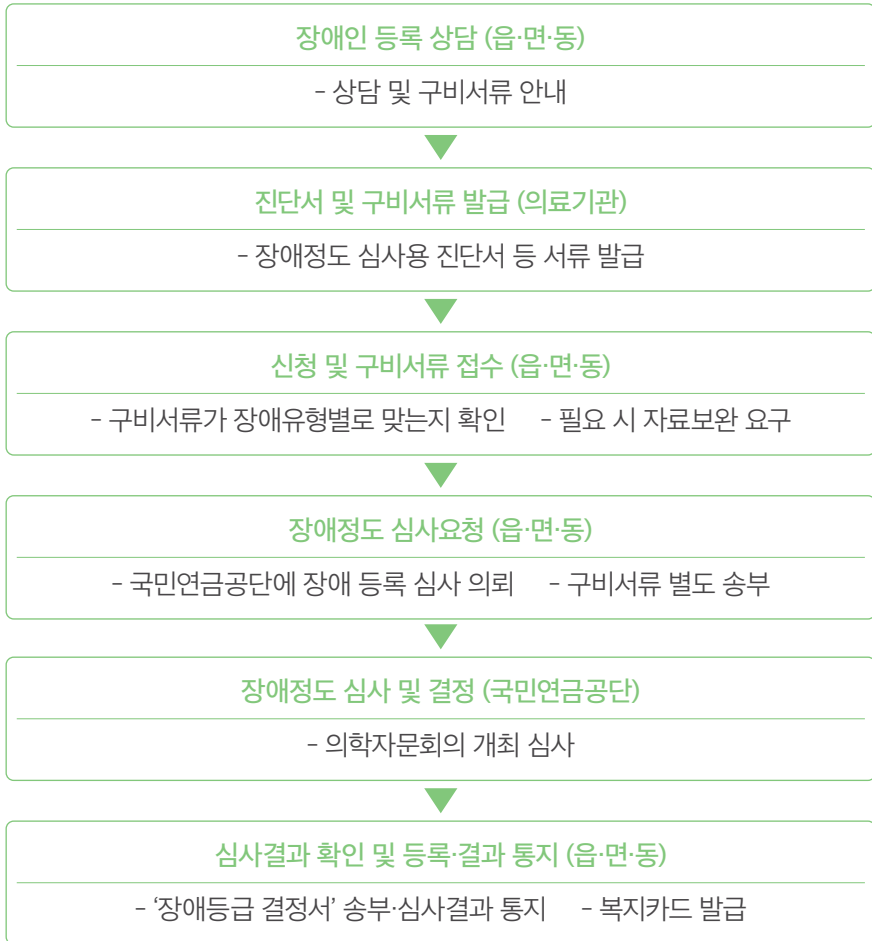 장애인 등록 상담 (읍·면·동)
- 상담 및 구비서류 안내
진단서 및 구비서류 발급 (의료기관)
- 장애정도 심사용 진단서 등 서류 발급
신청 및 구비서류 접수 (읍·면·동)
- 구비서류가 장애유형별로 맞는지 확인 - 필요 시 자료보완 요구
장애정도 심사요청 (읍·면·동)
- 국민연금공단에 장애 등록 심사 의뢰 - 구비서류 별도 송부
장애정도 심사 및 결정 (국민연금공단)
- 의학자문회의 개최 심사
심사결과 확인 및 등록·결과 통지 (읍·면·동)
- ‘장애등급 결정서’ 송부·심사결과 통지 - 복지카드 발급